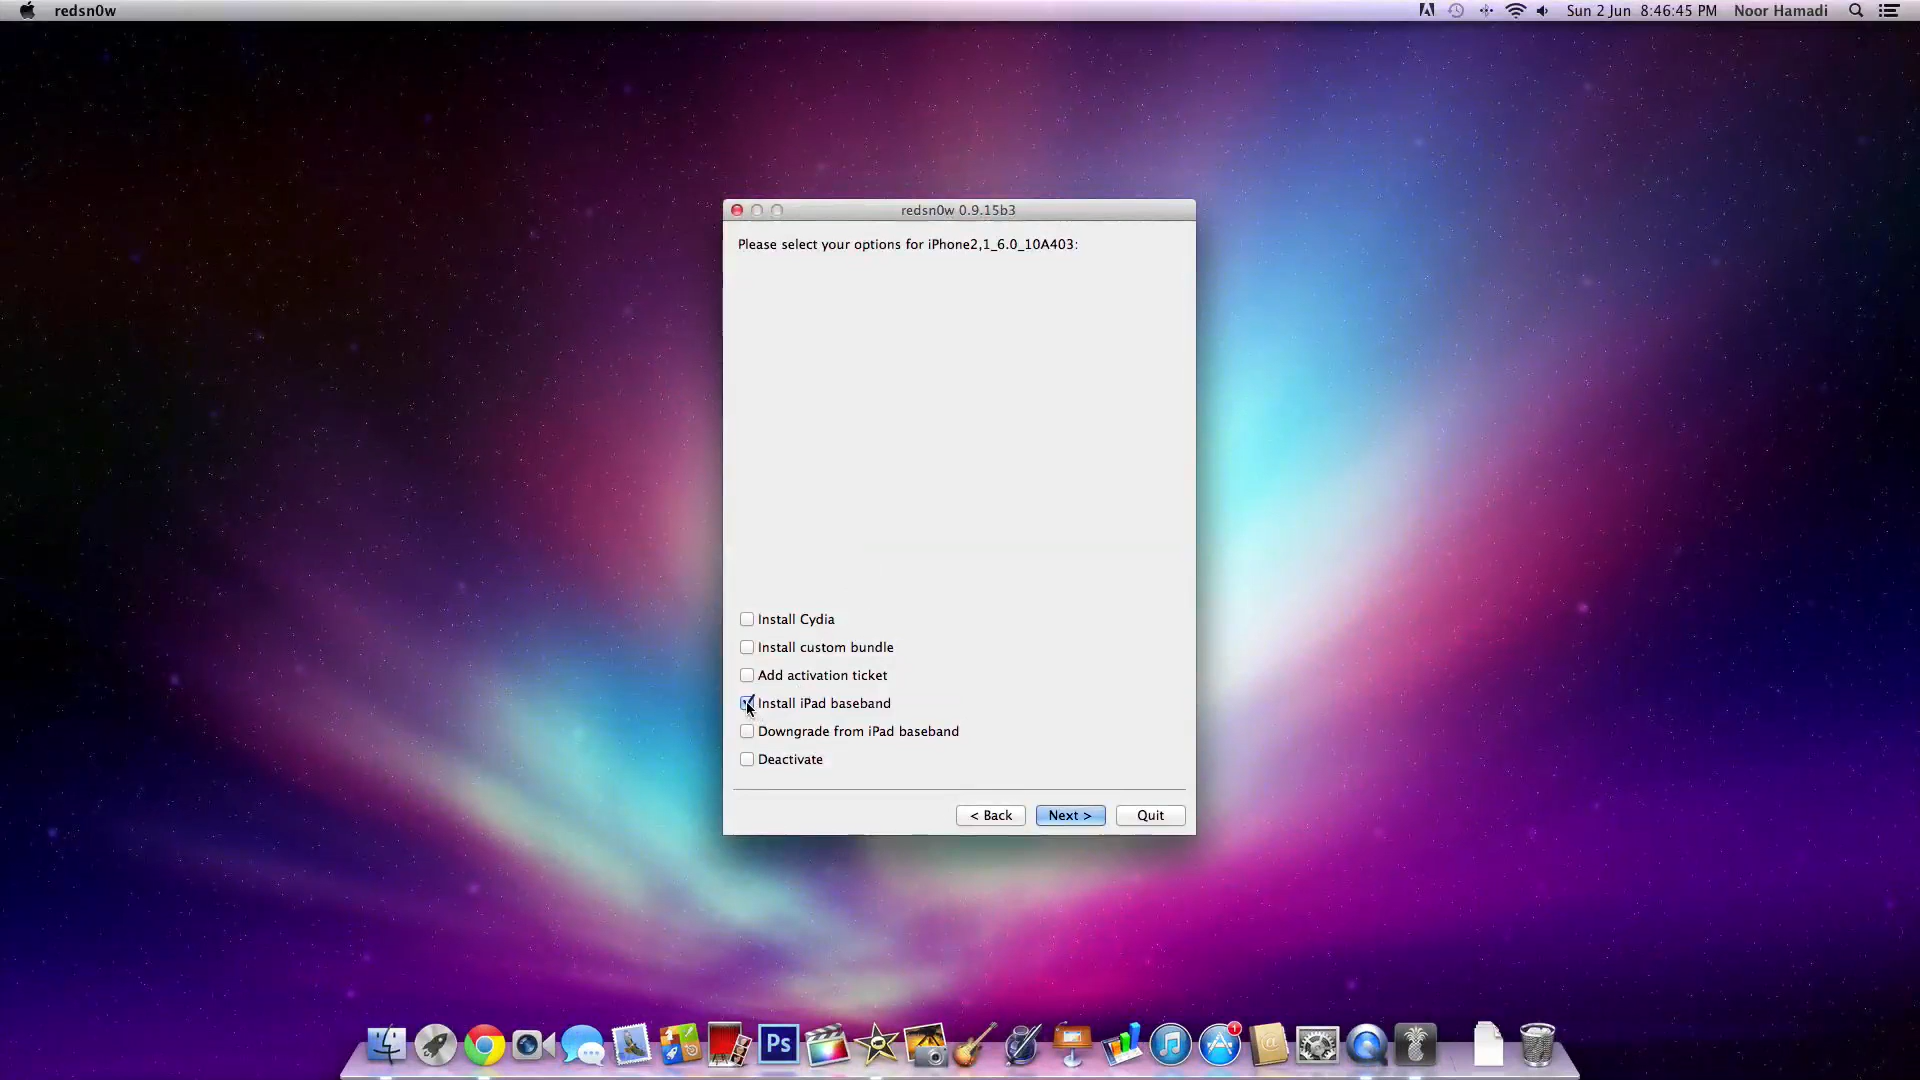 redsn0w
Sun 2 Jun 8:46:45 PM Noor Hamadi
redsn0w 0.9.15b3
Please select your options for iPhone2,1_6.0_10A403:
Install Cydia
Install custom bundle
Add activation ticket
Install iPad baseband
Downgrade from iPad baseband
Deactivate
< Back
Next >
Quit
Ps
1